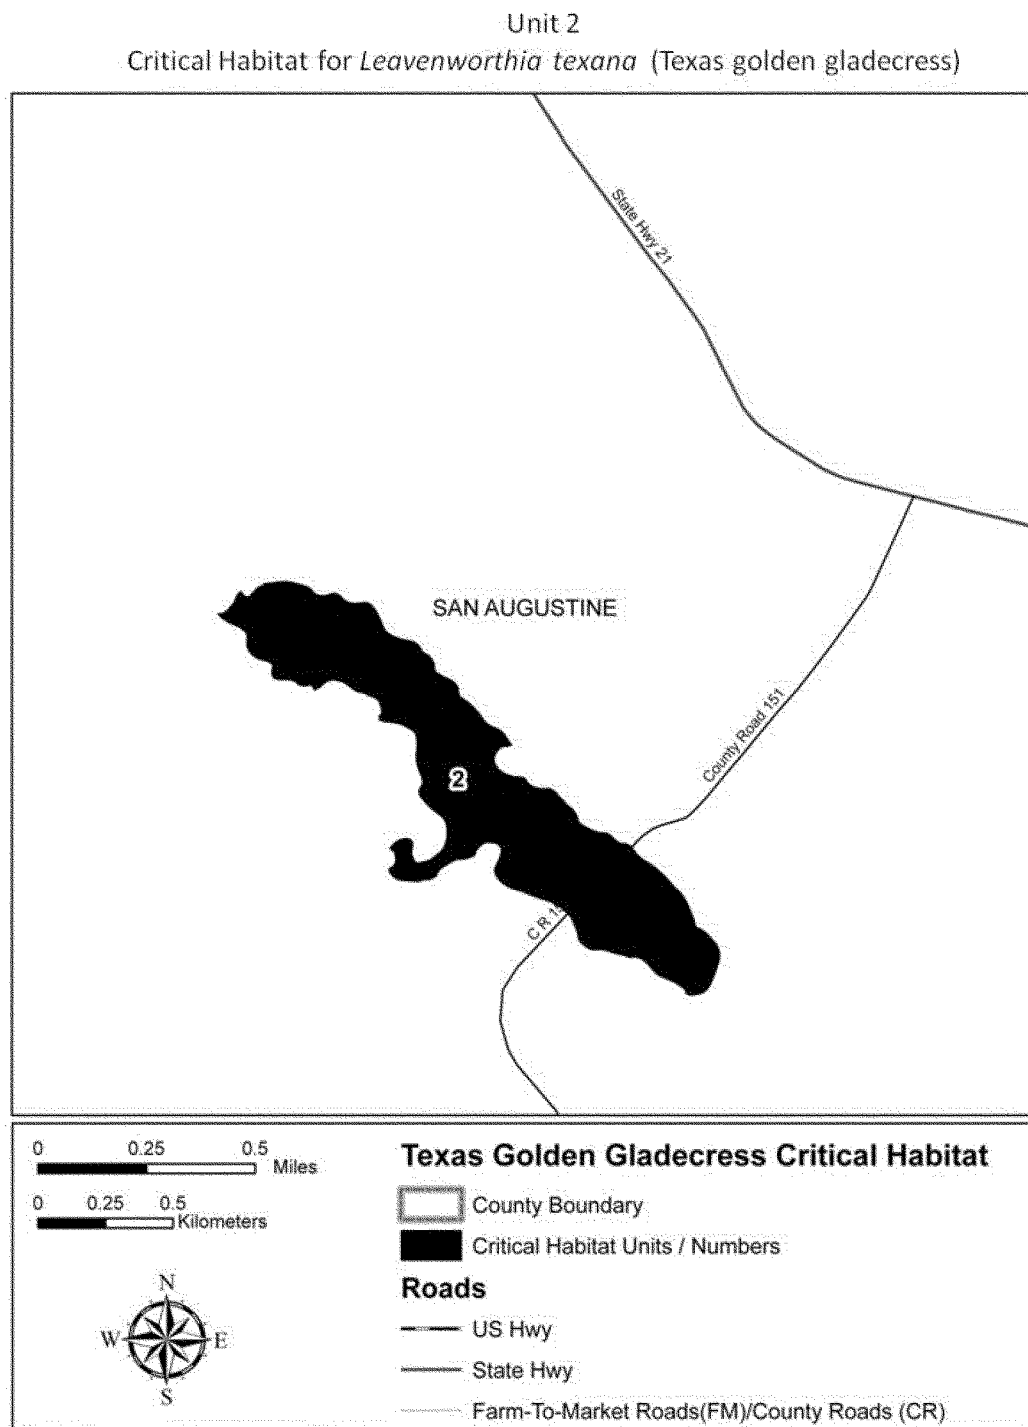 Unit 2
Critical Habitat for Leavenworthia texana (Texas golden gladecress)
State Hwy 21
SAN AUGUSTINE
County Road 151
2
C R 1
0 0.25 0.5
Miles
0 0.25 0.5
Kilometers
N
W E
S
Texas Golden Gladecress Critical Habitat
County Boundary
Critical Habitat Units / Numbers
Roads
US Hwy
State Hwy
Farm-To-Market Roads(FM)/County Roads (CR)